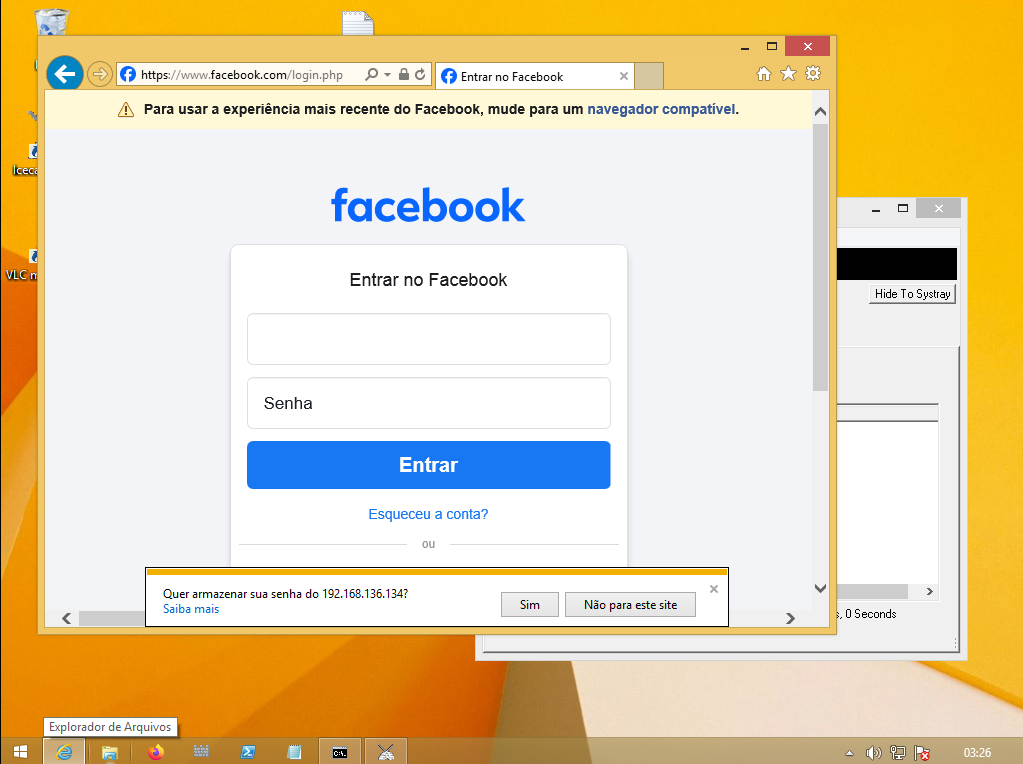 https://www.facebook.com/login.php
Entrar no Facebook
Para usar a experiência mais recente do Facebook, mude para um navegador compatível.
facebook
Entrar no Facebook
Senha
Entrar
Esqueceu a conta?
ou
Quer armazenar sua senha do 192.168.136.134?
Saiba mais
Sim
Não para este site
Hide To Systray
, 0 Seconds
Iceca
VLC m
Explorador de Arquivos
C:\.
03:26